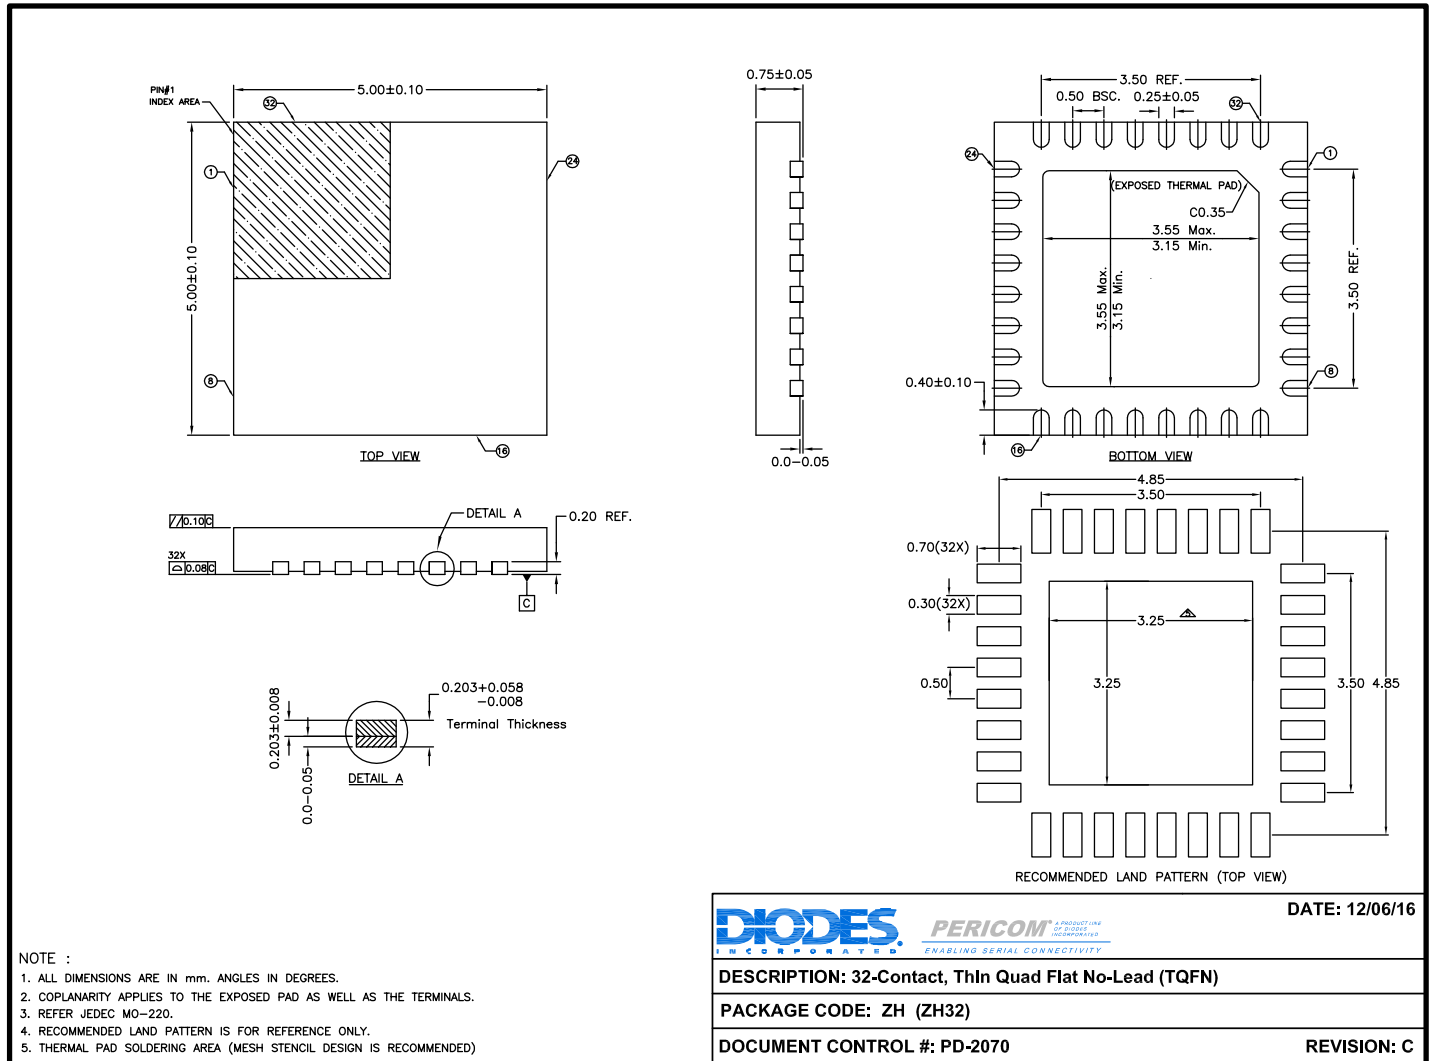 PIN#1
INDEX AREA
5.00±0.10
32
1
24
5.00±0.10
8
16
TOP VIEW
0.75±0.05
0.0-0.05
3.50 REF.
0.50 BSC.
0.25±0.05
32
24
1
(EXPOSED THERMAL PAD)
C0.35
3.55 Max.
3.15 Min.
3.55 Max.
3.15 Min.
3.50 REF.
0.40±0.10
8
16
BOTTOM VIEW
//0.10C
32X
0.08C
DETAIL A
0.20 REF.
C
4.85
3.50
0.70(32X)
0.30(32X)
3.25
5
0.50
3.25
3.50
4.85
RECOMMENDED LAND PATTERN (TOP VIEW)
0.203±0.008
0.203+0.058
-0.008
Terminal Thickness
0.0-0.05
DETAIL A
NOTE :
1. ALL DIMENSIONS ARE IN mm. ANGLES IN DEGREES.
2. COPLANARITY APPLIES TO THE EXPOSED PAD AS WELL AS THE TERMINALS.
3. REFER JEDEC MO-220.
4. RECOMMENDED LAND PATTERN IS FOR REFERENCE ONLY.
5. THERMAL PAD SOLDERING AREA (MESH STENCIL DESIGN IS RECOMMENDED)
DIODES.
INCORPORATED
PERICOM®
A PRODUCT LINE
OF DIODES
INCORPORATED
ENABLING SERIAL CONNECTIVITY
DATE: 12/06/16
DESCRIPTION: 32-Contact, Thin Quad Flat No-Lead (TQFN)
PACKAGE CODE: ZH (ZH32)
DOCUMENT CONTROL #: PD-2070
REVISION: C